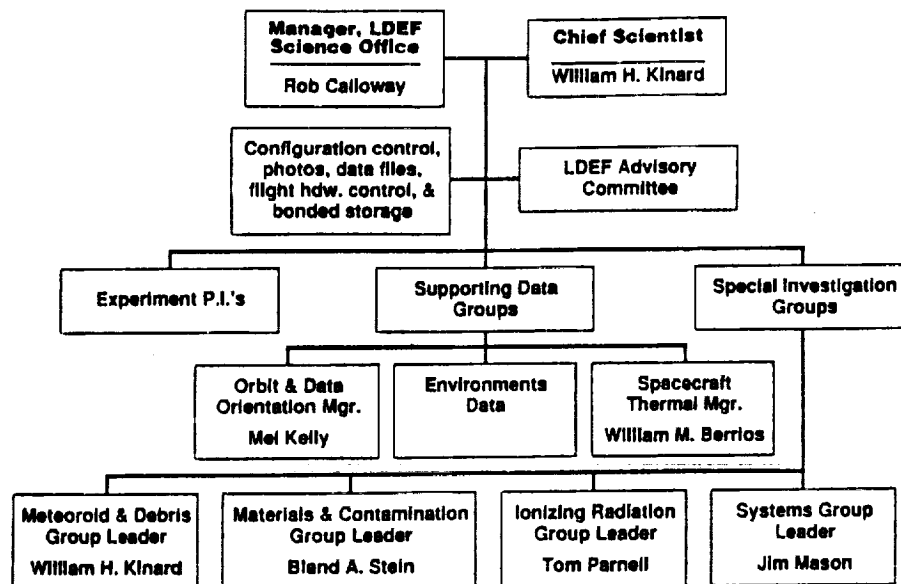 Manager, LDEF
Science Office
Rob Calloway
Chief Scientist
William H. Kinard
Configuration control,
photos, data files,
flight hdw. control, &
bonded storage
LDEF Advisory
Committee
Experiment P.I.'s
Supporting Data
Groups
Special Investigation
Groups
Orbit & Data
Orientation Mgr.
Mel Kelly
Environments
Data
Spacecraft
Thermal Mgr.
William M. Berrios
Meteoroid & Debris
Group Leader
William H. Kinard
Materials & Contamination
Group Leader
Bland A. Stein
Ionizing Radiation
Group Leader
Tom Parnell
Systems Group
Leader
Jim Mason